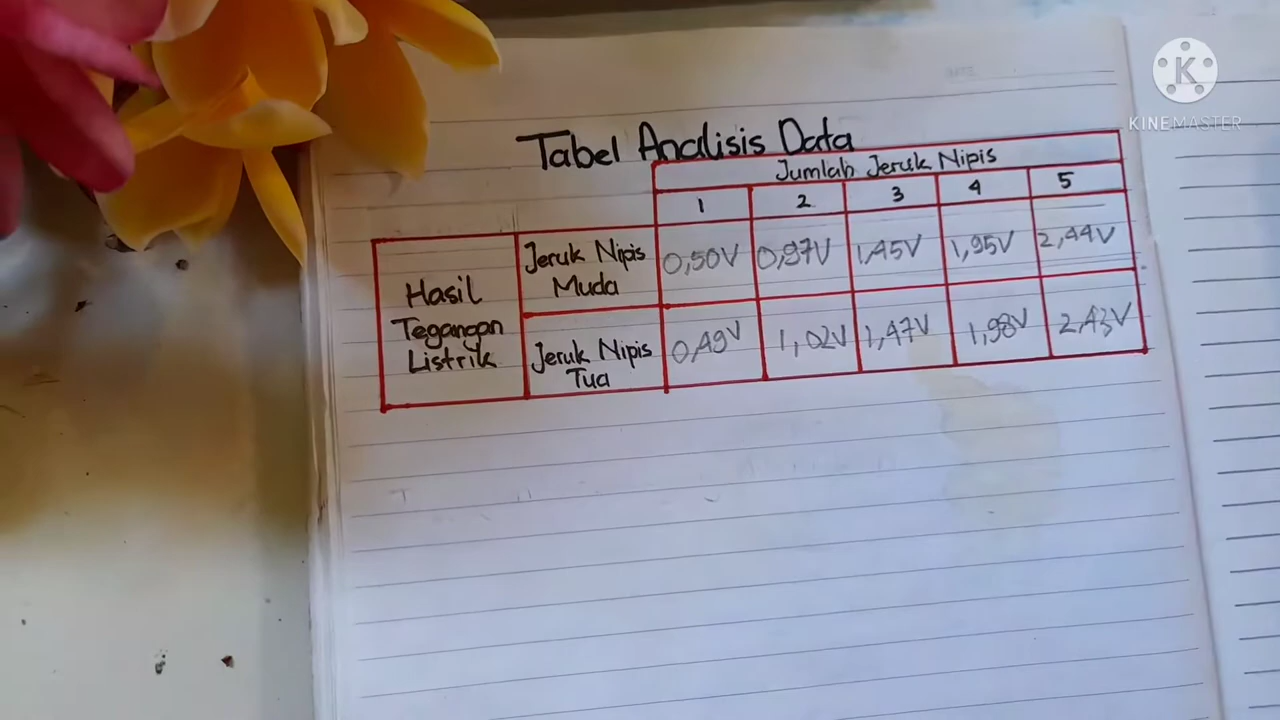 Tabel Analisis Data
Jumlah Jeruk Nipis
1 2 3 4 5
Hasil Tegangan Listrik
Jeruk Nipis Muda
0,50V 0,97V 1,45V 1,95V 2,44V
Jeruk Nipis Tua
0,49V 1,02V 1,47V 1,98V 2,43V
KINEMASTER